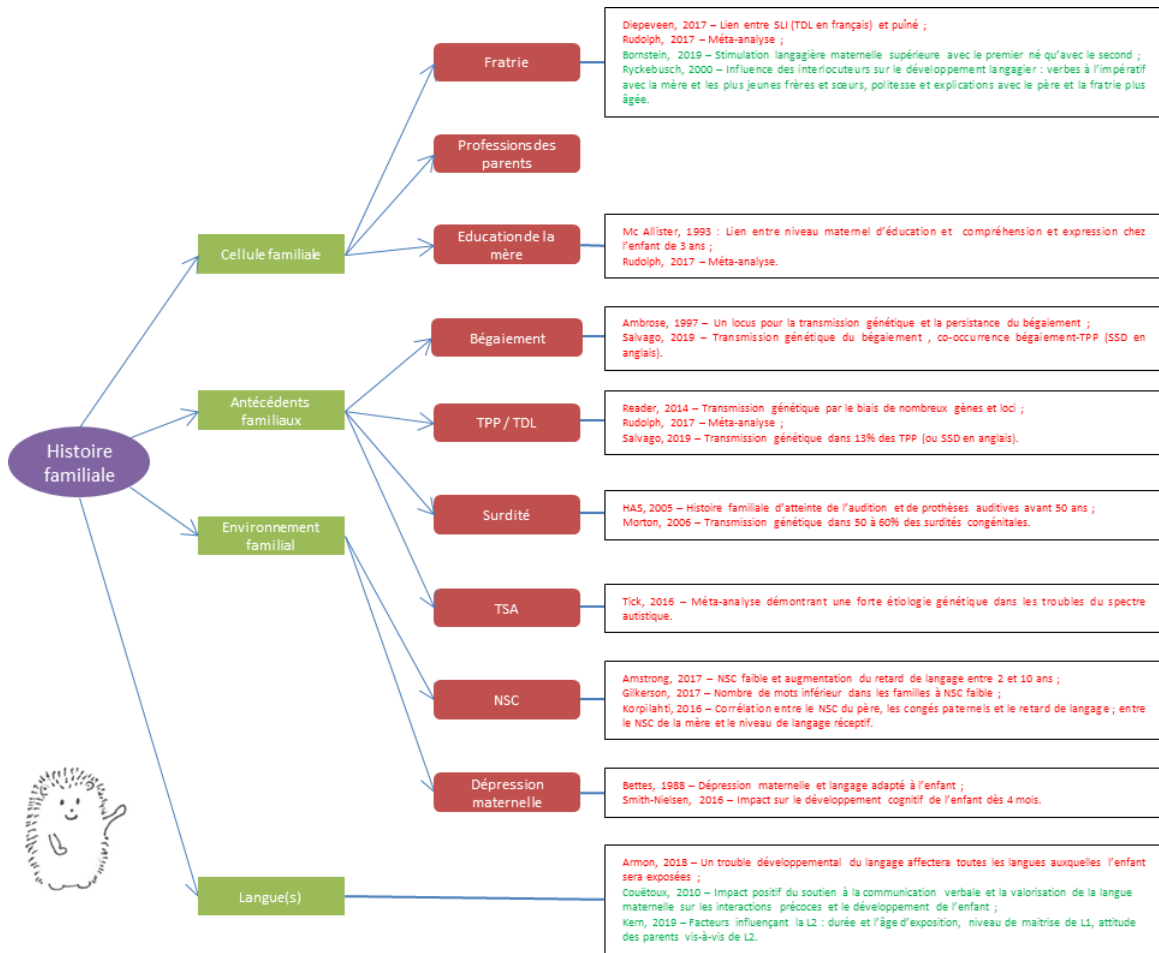 Histoire
familiale
Cellule familiale
Antécédents
familiaux
Environnement
familial
Langue(s)
Fratrie
Professions des
parents
Education de la
mère
Bégaiement
TPP / TDL
Surdité
TSA
NSC
Dépression
maternelle
Diepeveen, 2017 – Lien entre SLI (TDL en français) et puîné ;
Rudolph, 2017 – Méta-analyse ;
Bornstein, 2019 – Stimulation langagière maternelle supérieure avec le premier né qu’avec le second ;
Ryckebusch, 2000 – Influence des interlocuteurs sur le développement langagier : verbes à l’impératif
avec la mère et les plus jeunes frères et sœurs, politesse et explications avec le père et la fratrie plus
âgée.
Mc Allister, 1993 : Lien entre niveau maternel d’éducation et compréhension et expression chez
l’enfant de 3 ans ;
Rudolph, 2017 – Méta-analyse.
Ambrose, 1997 – Un locus pour la transmission génétique et la persistance du bégaiement ;
Salvago, 2019 – Transmission génétique du bégaiement , co-occurrence bégaiement-TPP (SSD en
anglais).
Reader, 2014 – Transmission génétique par le biais de nombreux gènes et loci ;
Rudolph, 2017 – Méta-analyse ;
Salvago, 2019 – Transmission génétique dans 13% des TPP (ou SSD en anglais).
HAS, 2005 – Histoire familiale d’atteinte de l’audition et de prothèses auditives avant 50 ans ;
Morton, 2006 – Transmission génétique dans 50 à 60% des surdités congénitales.
Tick, 2016 – Méta-analyse démontrant une forte étiologie génétique dans les troubles du spectre
autistique.
Amstrong, 2017 – NSC faible et augmentation du retard de langage entre 2 et 10 ans ;
Gilkerson, 2017 – Nombre de mots inférieur dans les familles à NSC faible ;
Korpilahti, 2016 – Corrélation entre le NSC du père, les congés paternels et le retard de langage ; entre
le NSC de la mère et le niveau de langage réceptif.
Bettes, 1988 – Dépression maternelle et langage adapté à l’enfant ;
Smith-Nielsen, 2016 – Impact sur le développement cognitif de l’enfant dès 4 mois.
Armon, 2018 – Un trouble développemental du langage affectera toutes les langues auxquelles l’enfant
sera exposées ;
Couëtoux, 2010 – Impact positif du soutien à la communication verbale et la valorisation de la langue
maternelle sur les interactions précoces et le développement de l’enfant ;
Kern, 2019 – Facteurs influençant la L2 : durée et l’âge d’exposition, niveau de maitrise de L1, attitude
des parents vis-à-vis de L2.